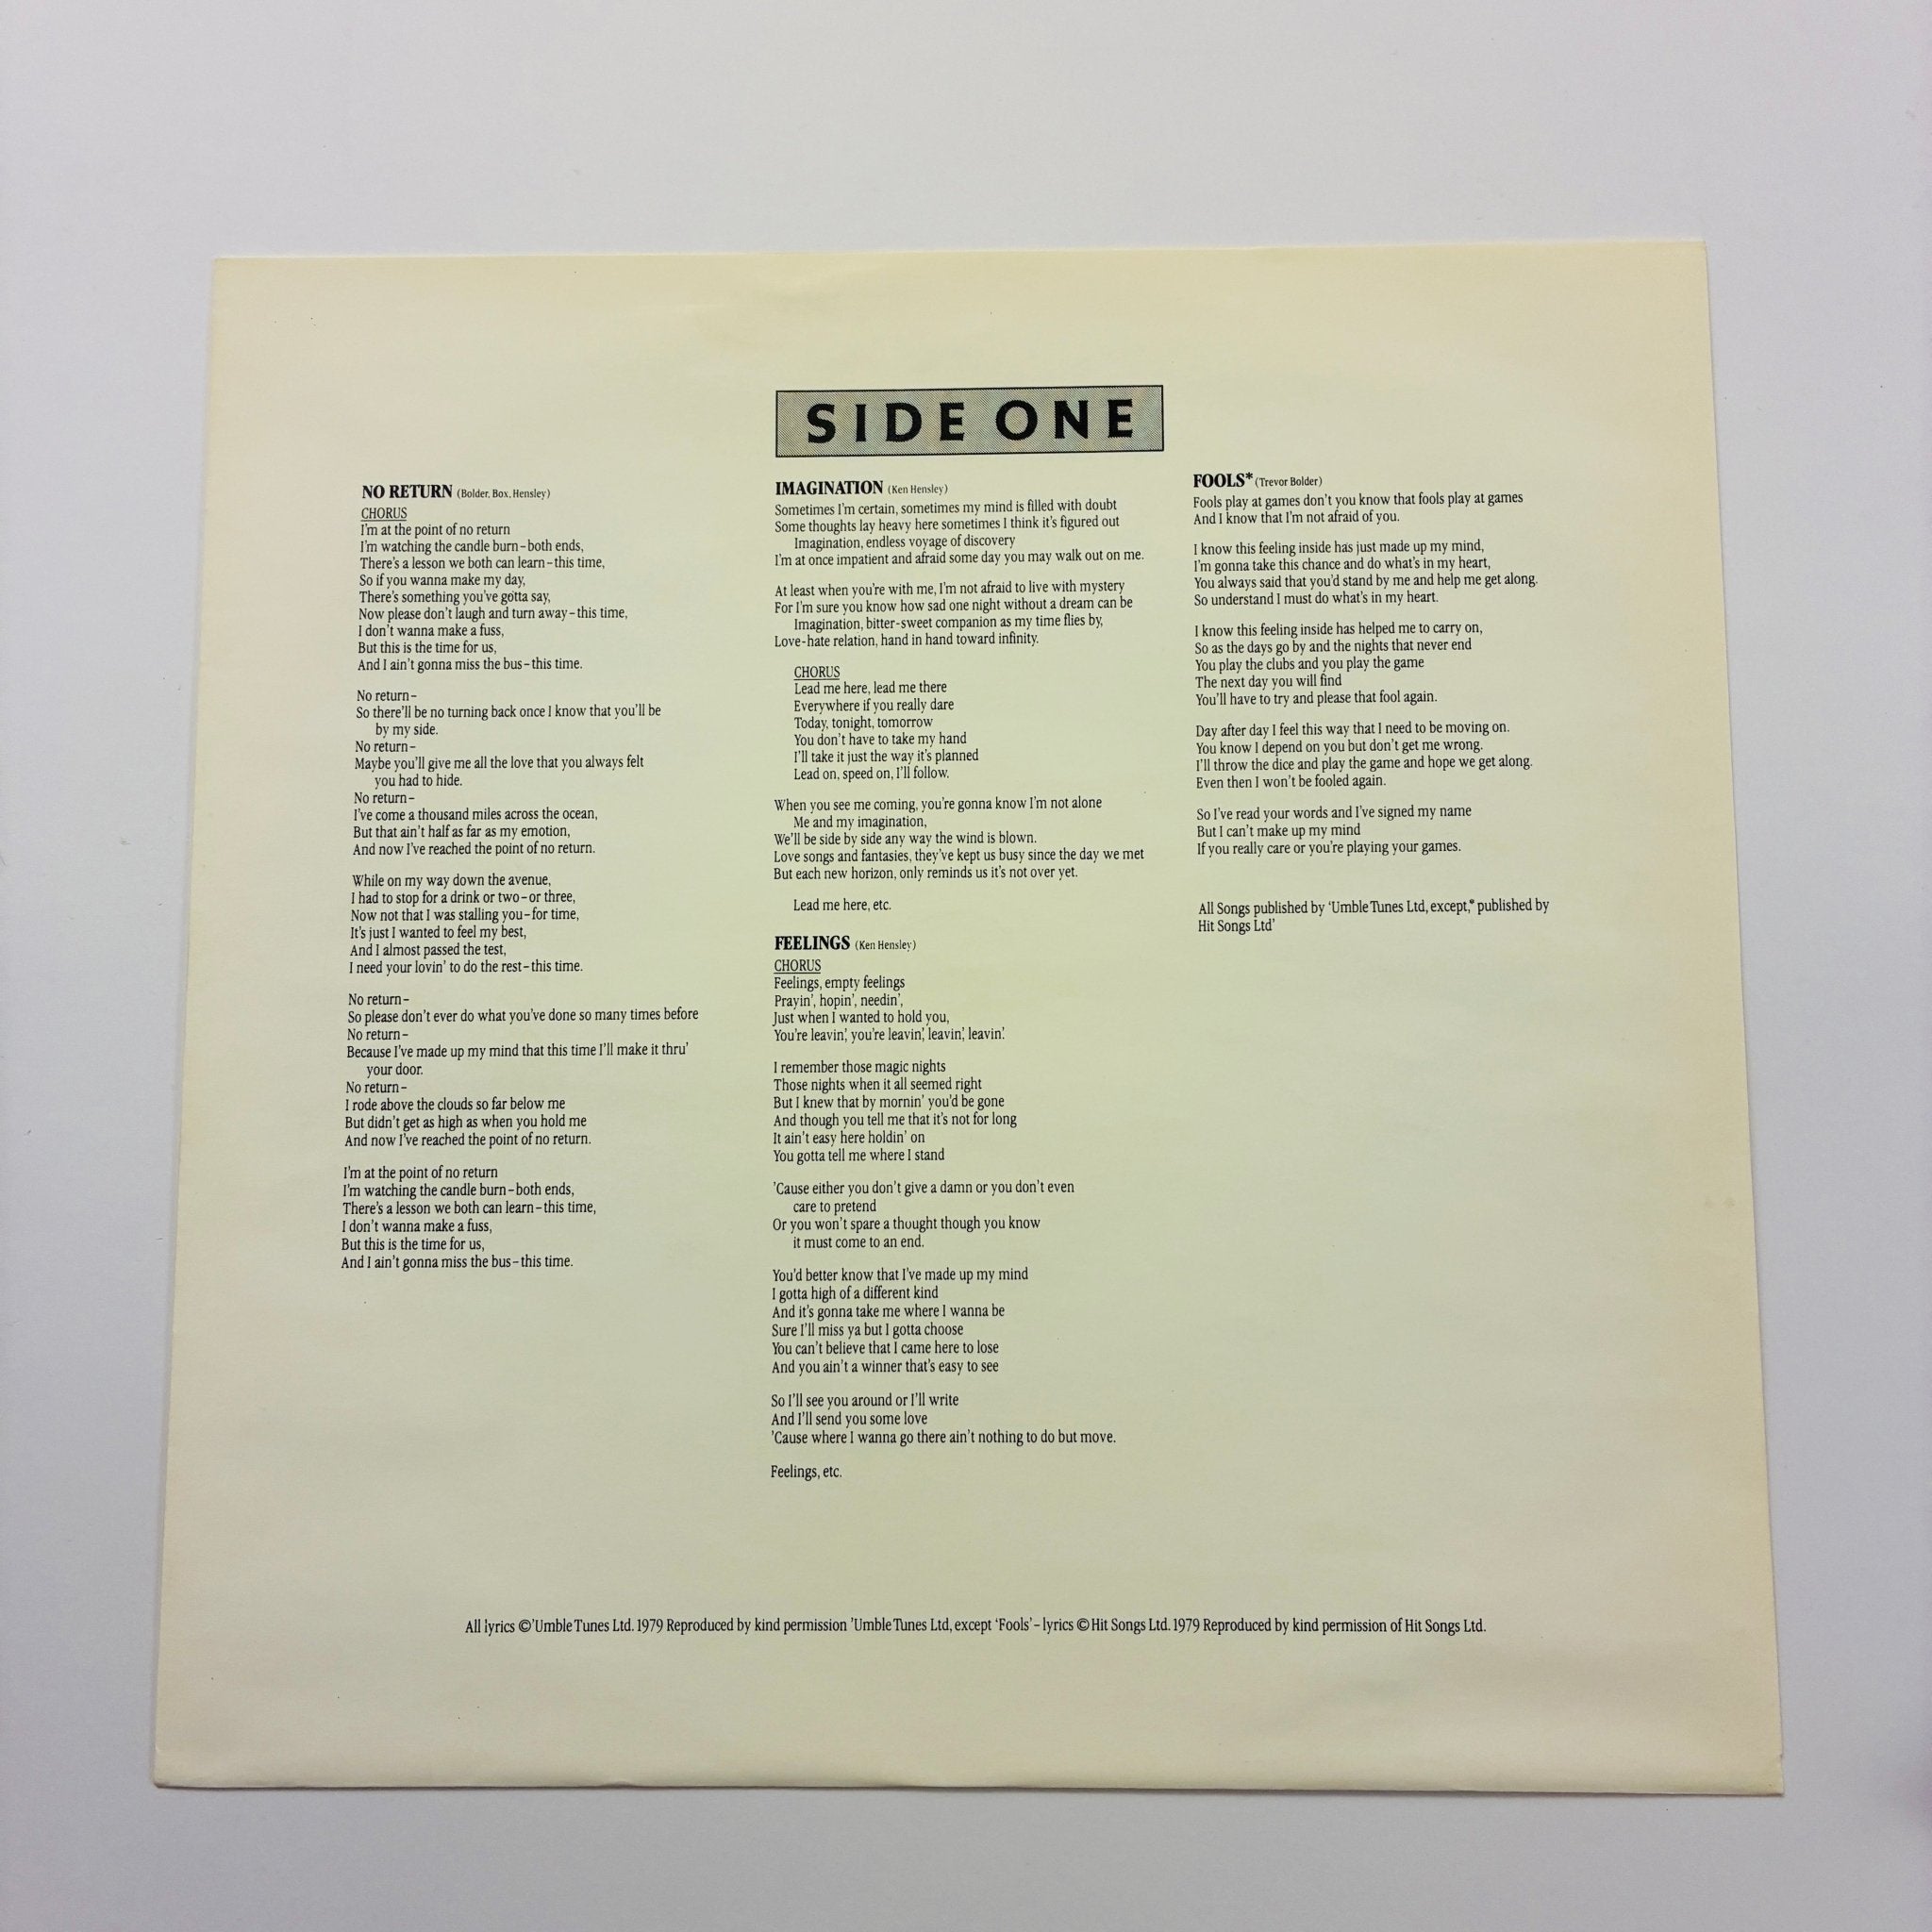 SIDE ONE
NO RETURN (Bolder, Box, Hensley)
CHORUS
I'm at the point of no return
I'm watching the candle burn–both ends,
There's a lesson we both can learn–this time,
So if you wanna make my day,
There's something you've gotta say,
Now please don't laugh and turn away–this time,
I don't wanna make a fuss,
But this is the time for us,
And I ain't gonna miss the bus–this time.
No return–
So there'll be no turning back once I know that you'll be
by my side.
No return–
Maybe you'll give me all the love that you always felt
you had to hide.
No return–
I've come a thousand miles across the ocean,
But that ain't half as far as my emotion,
And now I've reached the point of no return.
While on my way down the avenue,
I had to stop for a drink or two–or three,
Now not that I was stalling you–for time,
It's just I wanted to feel my best,
And I almost passed the test,
I need your lovin' to do the rest–this time.
No return–
So please don't ever do what you've done so many times before
No return–
Because I've made up my mind that this time I'll make it thru'
your door.
No return–
I rode above the clouds so far below me
But didn't get as high as when you hold me
And now I've reached the point of no return.
I'm at the point of no return
I'm watching the candle burn–both ends,
There's a lesson we both can learn–this time,
I don't wanna make a fuss,
But this is the time for us,
And I ain't gonna miss the bus–this time.
IMAGINATION (Ken Hensley)
Sometimes I'm certain, sometimes my mind is filled with doubt
Some thoughts lay heavy here sometimes I think it's figured out
Imagination, endless voyage of discovery
I'm at once impatient and afraid some day you may walk out on me.
At least when you're with me, I'm not afraid to live with mystery
For I'm sure you know how sad one night without a dream can be
Imagination, bitter-sweet companion as my time flies by,
Love-hate relation, hand in hand toward infinity.
CHORUS
Lead me here, lead me there
Everywhere if you really dare
Today, tonight, tomorrow
You don't have to take my hand
I'll take it just the way it's planned
Lead on, speed on, I'll follow.
When you see me coming, you're gonna know I'm not alone
Me and my imagination,
We'll be side by side any way the wind is blown.
Love songs and fantasies, they've kept us busy since the day we met
But each new horizon, only reminds us it's not over yet.
Lead me here, etc.
FEELINGS (Ken Hensley)
CHORUS
Feelings, empty feelings
Prayin', hopin', needin',
Just when I wanted to hold you,
You're leavin', you're leavin', leavin', leavin'.
I remember those magic nights
Those nights when it all seemed right
But I knew that by mornin' you'd be gone
And though you tell me that it's not for long
It ain't easy here holdin' on
You gotta tell me where I stand
'Cause either you don't give a damn or you don't even
care to pretend
Or you won't spare a thought though you know
it must come to an end.
You'd better know that I've made up my mind
I gotta high of a different kind
And it's gonna take me where I wanna be
Sure I'll miss ya but I gotta choose
You can't believe that I came here to lose
And you ain't a winner that's easy to see
So I'll see you around or I'll write
And I'll send you some love
'Cause where I wanna go there ain't nothing to do but move.
Feelings, etc.
FOOLS* (Trevor Bolder)
Fools play at games don't you know that fools play at games
And I know that I'm not afraid of you.
I know this feeling inside has just made up my mind,
I'm gonna take this chance and do what's in my heart,
You always said that you'd stand by me and help me get along.
So understand I must do what's in my heart.
I know this feeling inside has helped me to carry on,
So as the days go by and the nights that never end
You play the clubs and you play the game
The next day you will find
You'll have to try and please that fool again.
Day after day I feel this way that I need to be moving on.
You know I depend on you but don't get me wrong.
I'll throw the dice and play the game and hope we get along.
Even then I won't be fooled again.
So I've read your words and I've signed my name
But I can't make up my mind
If you really care or you're playing your games.
All Songs published by 'Umble Tunes Ltd, except,* published by
Hit Songs Ltd'
All lyrics ©'Umble Tunes Ltd. 1979 Reproduced by kind permission 'Umble Tunes Ltd, except 'Fools'–lyrics © Hit Songs Ltd. 1979 Reproduced by kind permission of Hit Songs Ltd.